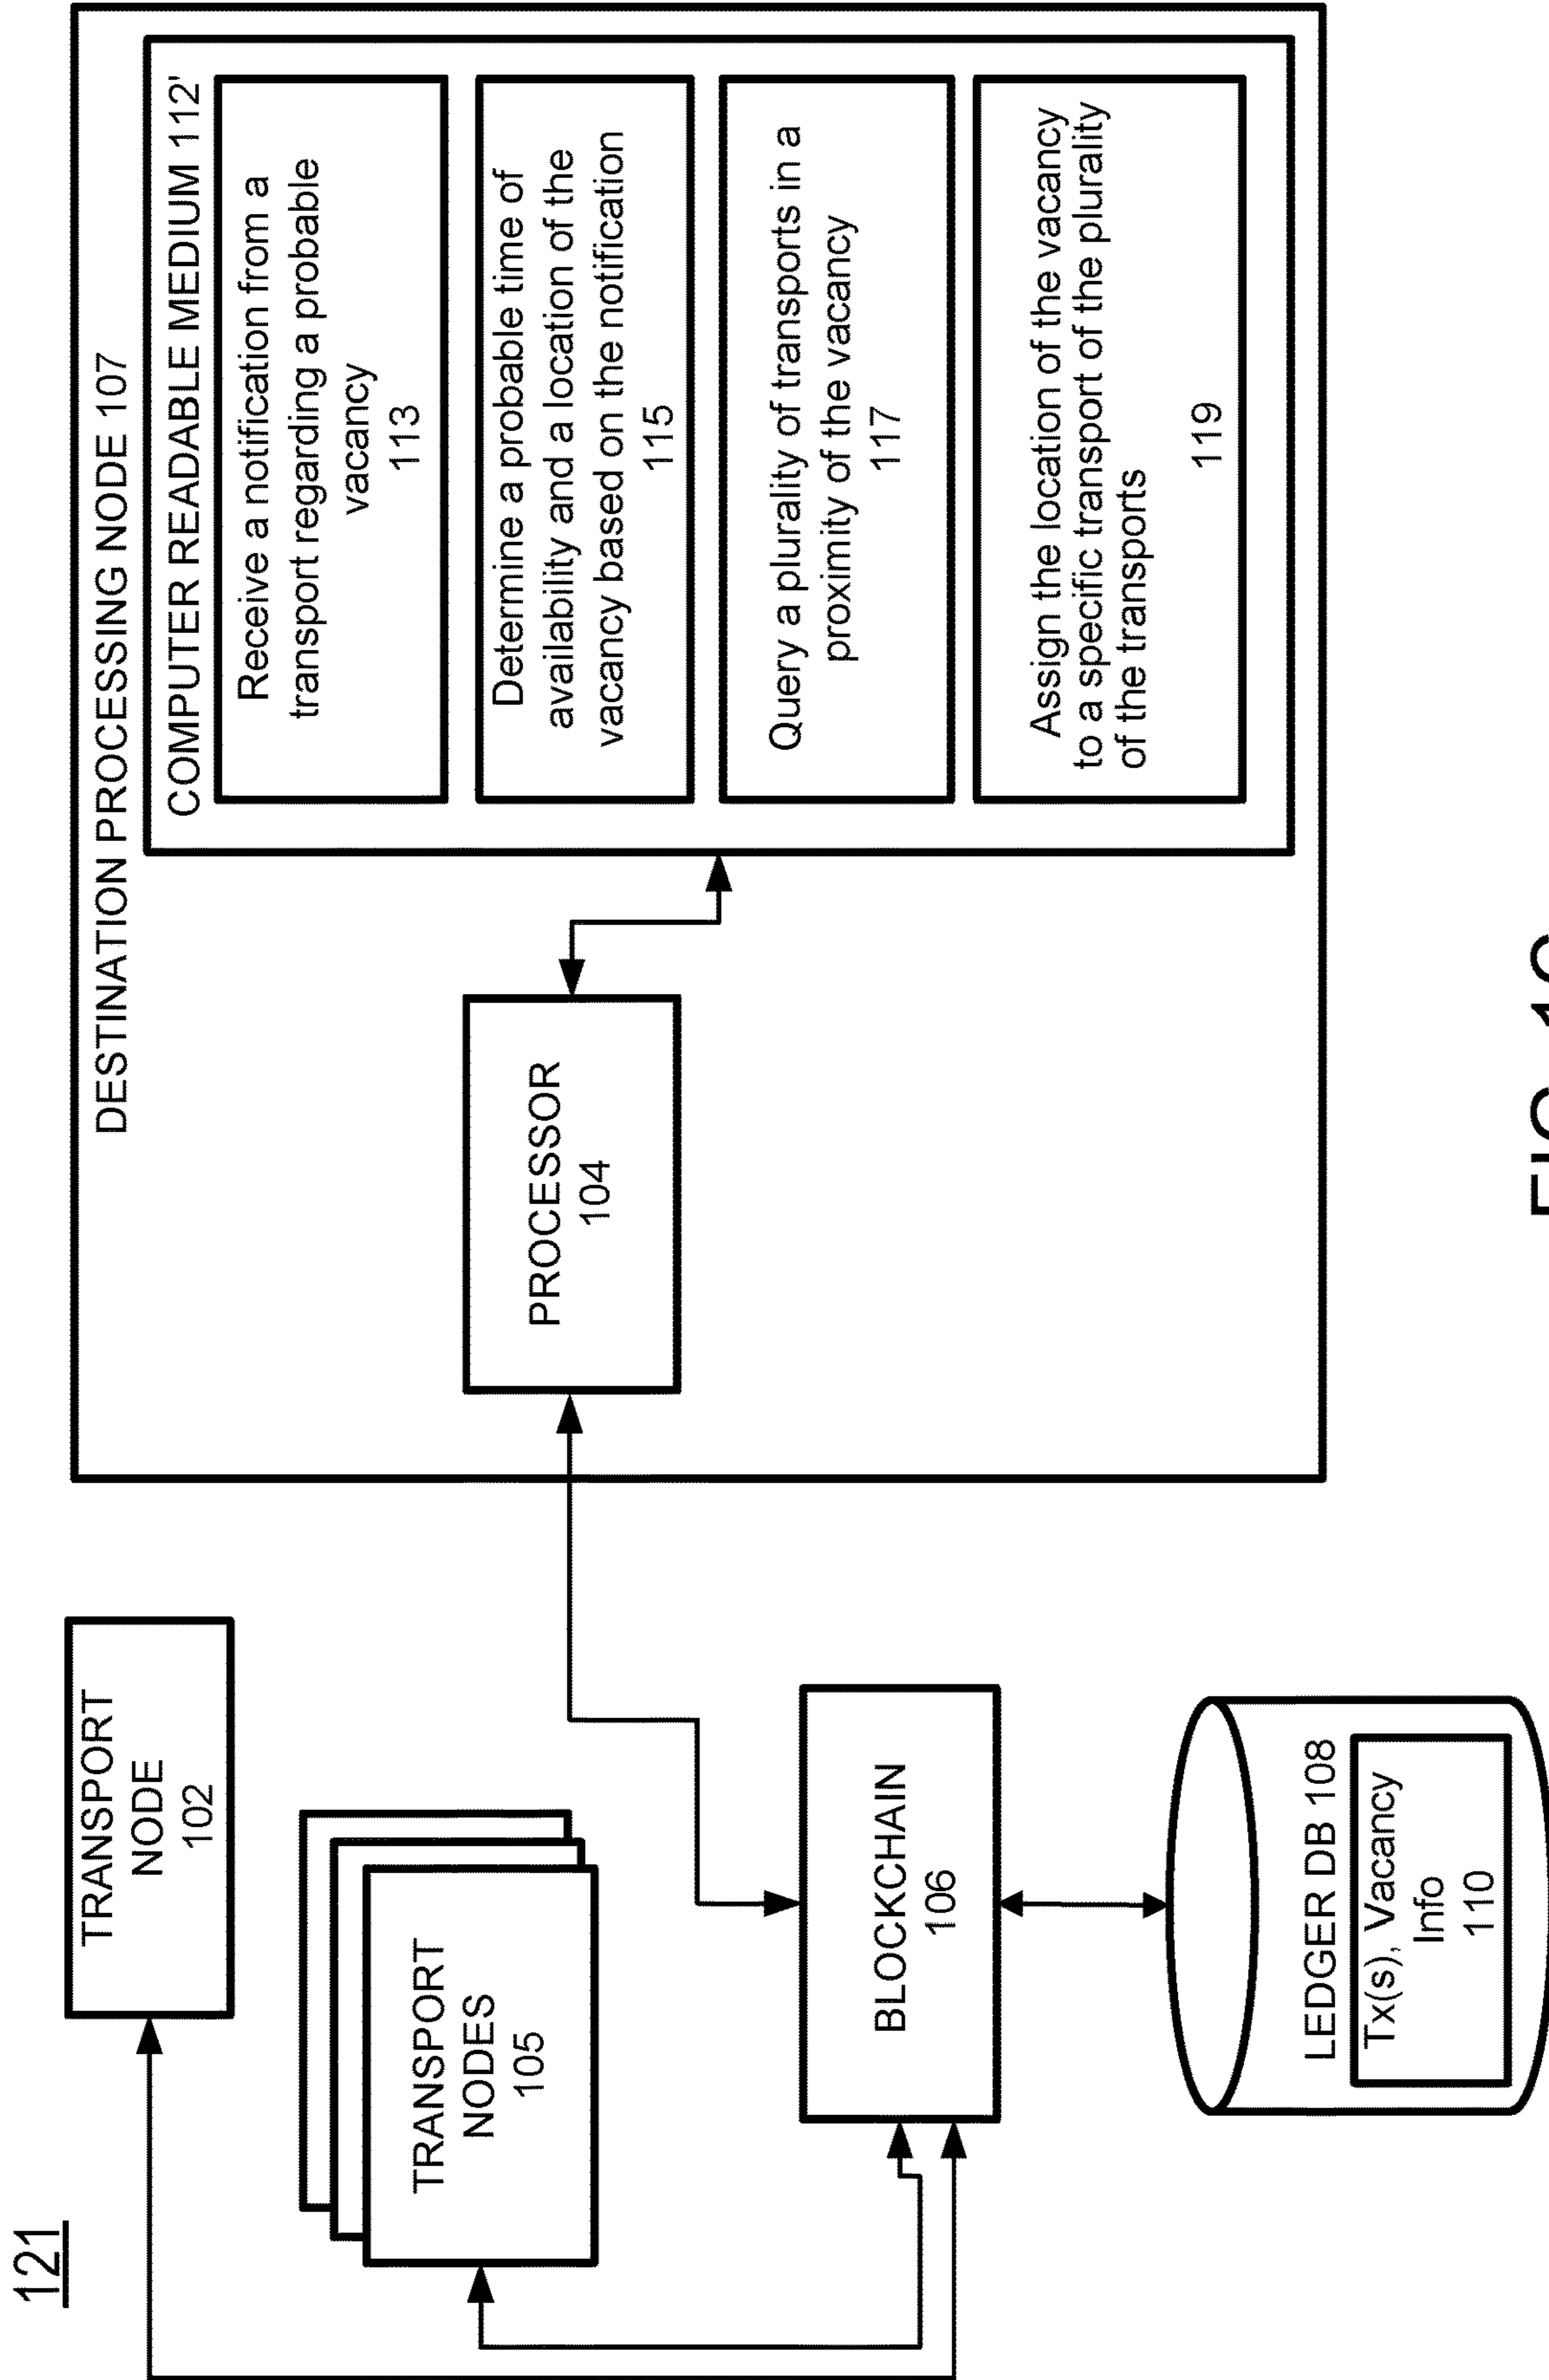 121
TRANSPORT
NODE
102
TRANSPORT
NODES
105
BLOCKCHAIN
106
LEDGER DB 108
Tx(s), Vacancy
Info
110
DESTINATION PROCESSING NODE 107
PROCESSOR
104
COMPUTER READABLE MEDIUM 112'
Receive a notification from a
transport regarding a probable
vacancy
113
Determine a probable time of
availability and a location of the
vacancy based on the notification
115
Query a plurality of transports in a
proximity of the vacancy
117
Assign the location of the vacancy
to a specific transport of the plurality
of the transports
119